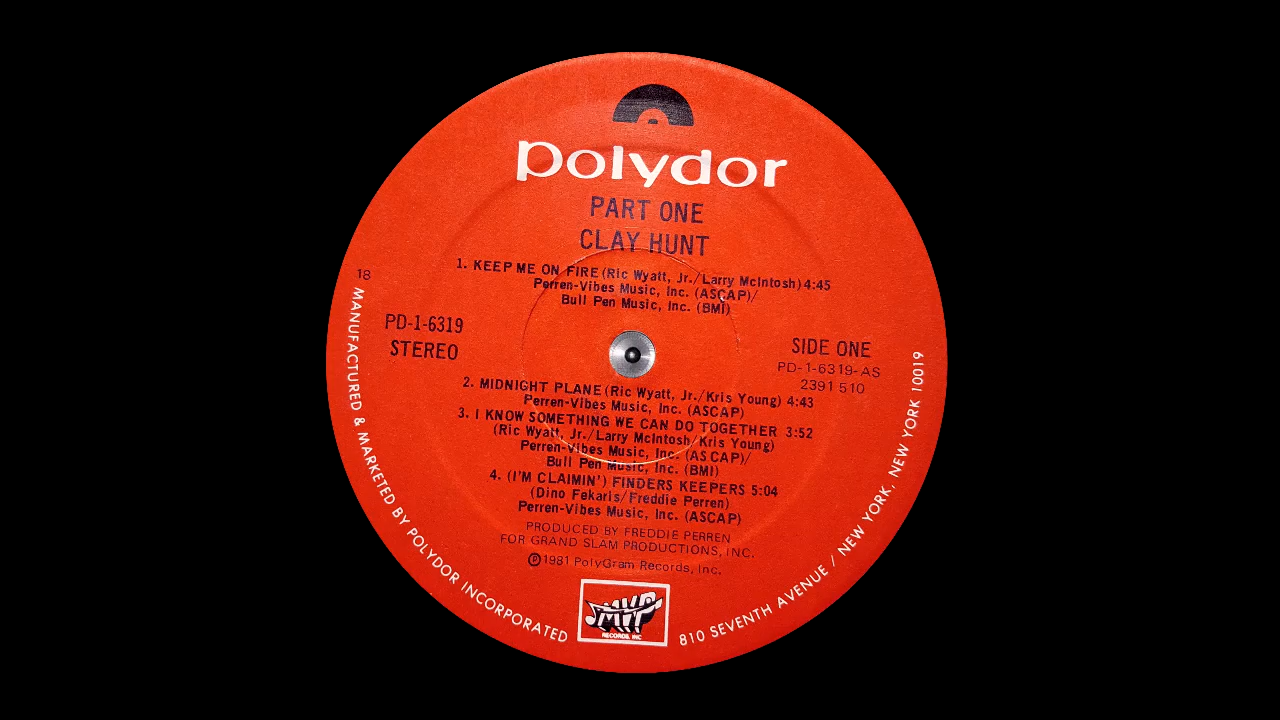 polydor
PART ONE
CLAY HUNT
1. KEEP ME ON FIRE (Ric Wyatt, Jr./Larry McIntosh) 4:45
Perren-Vibes Music, Inc. (ASCAP)/
Bull Pen Music, Inc. (BMI)
18
PD-1-6319
STEREO
SIDE ONE
PD-1-6319-AS
2391 510
2. MIDNIGHT PLANE (Ric Wyatt, Jr./Kris Young) 4:43
Perren-Vibes Music, Inc. (ASCAP)
3. I KNOW SOMETHING WE CAN DO TOGETHER 3:52
(Ric Wyatt, Jr./Larry McIntosh/Kris Young)
Perren-Vibes Music, Inc. (ASCAP)/
Bull Pen Music, Inc. (BMI)
4. (I'M CLAIMIN') FINDERS KEEPERS 5:04
(Dino Fekaris/Freddie Perren)
Perren-Vibes Music, Inc. (ASCAP)
PRODUCED BY FREDDIE PERREN
FOR GRAND SLAM PRODUCTIONS, INC.
Ⓟ1981 PolyGram Records, Inc.
MVP
RECORDS, INC
MANUFACTURED & MARKETED BY POLYDOR INCORPORATED
810 SEVENTH AVENUE / NEW YORK, NEW YORK 10019